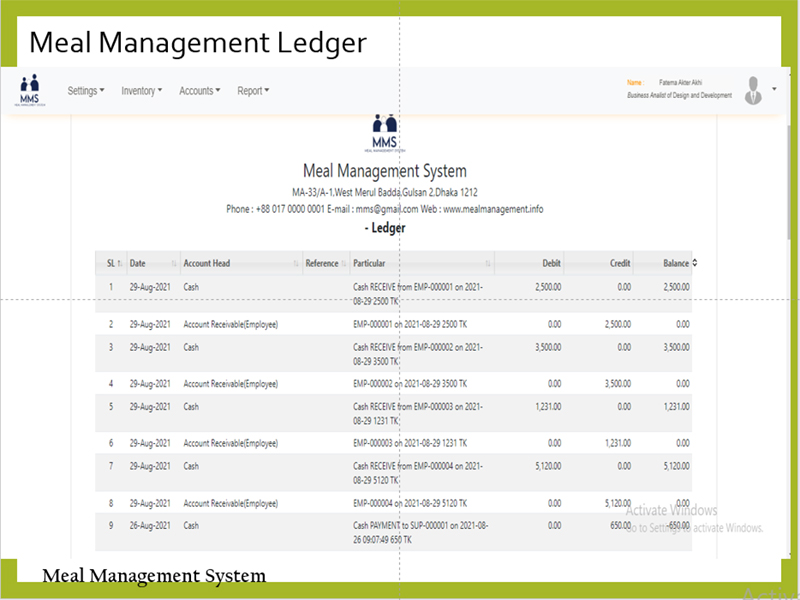 Meal Management Ledger
MMS
Settings Inventory Accounts Report
Name : Fatema Akter Akhi
Business Analist of Design and Development
MMS
MEAL MANAGEMENT SYSTEM
Meal Management System
MA-33/A-1,West Merul Badda,Gulsan 2,Dhaka 1212
Phone : +88 017 0000 0001 E-mail : mms@gmail.com Web : www.mealmanagement.info
- Ledger
SL Date Account Head Reference Particular Debit Credit Balance
1 29-Aug-2021 Cash Cash RECEIVE from EMP-000001 on 2021- 2,500.00 0.00 2,500.00
08-29 2500 TK
2 29-Aug-2021 Account Receivable(Employee) EMP-000001 on 2021-08-29 2500 TK 0.00 2,500.00 0.00
3 29-Aug-2021 Cash Cash RECEIVE from EMP-000002 on 2021- 3,500.00 0.00 3,500.00
08-29 3500 TK
4 29-Aug-2021 Account Receivable(Employee) EMP-000002 on 2021-08-29 3500 TK 0.00 3,500.00 0.00
5 29-Aug-2021 Cash Cash RECEIVE from EMP-000003 on 2021- 1,231.00 0.00 1,231.00
08-29 1231 TK
6 29-Aug-2021 Account Receivable(Employee) EMP-000003 on 2021-08-29 1231 TK 0.00 1,231.00 0.00
7 29-Aug-2021 Cash Cash RECEIVE from EMP-000004 on 2021- 5,120.00 0.00 5,120.00
08-29 5120 TK
8 29-Aug-2021 Account Receivable(Employee) EMP-000004 on 2021-08-29 5120 TK 0.00 5,120.00 0.00
Activate Windows
9 26-Aug-2021 Cash Cash PAYMENT to SUP-000001 on 2021-08- 0.00 650.00 -650.00
Go to Settings to activate Windows.
26 09:07:49 650 TK
Meal Management System